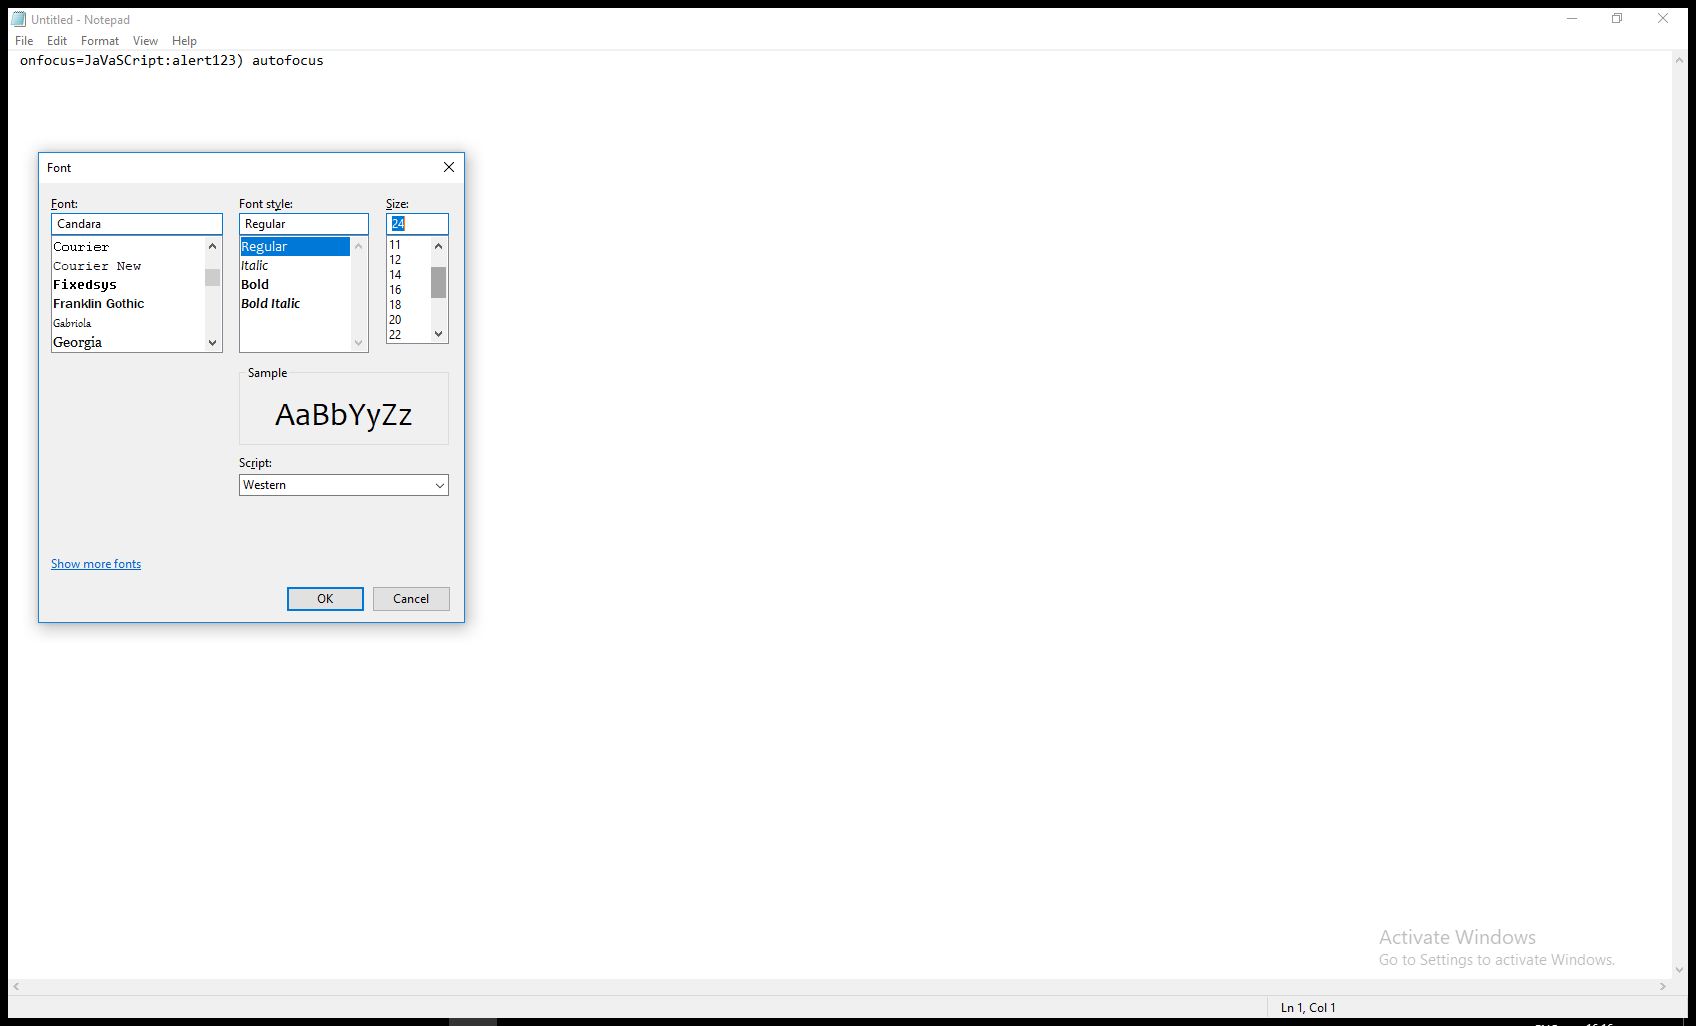 Untitled - Notepad
File Edit Format View Help
onfocus=JaVaSCript:alert123) autofocus
Font
Font: Font style: Size:
Candara Regular 24
Courier
Courier New
Fixedsys
Franklin Gothic
Gabriola
Georgia
Regular
Italic
Bold
Bold Italic
11
12
14
16
18
20
22
Sample
AaBbYyZz
Script:
Western
Show more fonts
OK Cancel
Activate Windows
Go to Settings to activate Windows.
Ln 1, Col 1